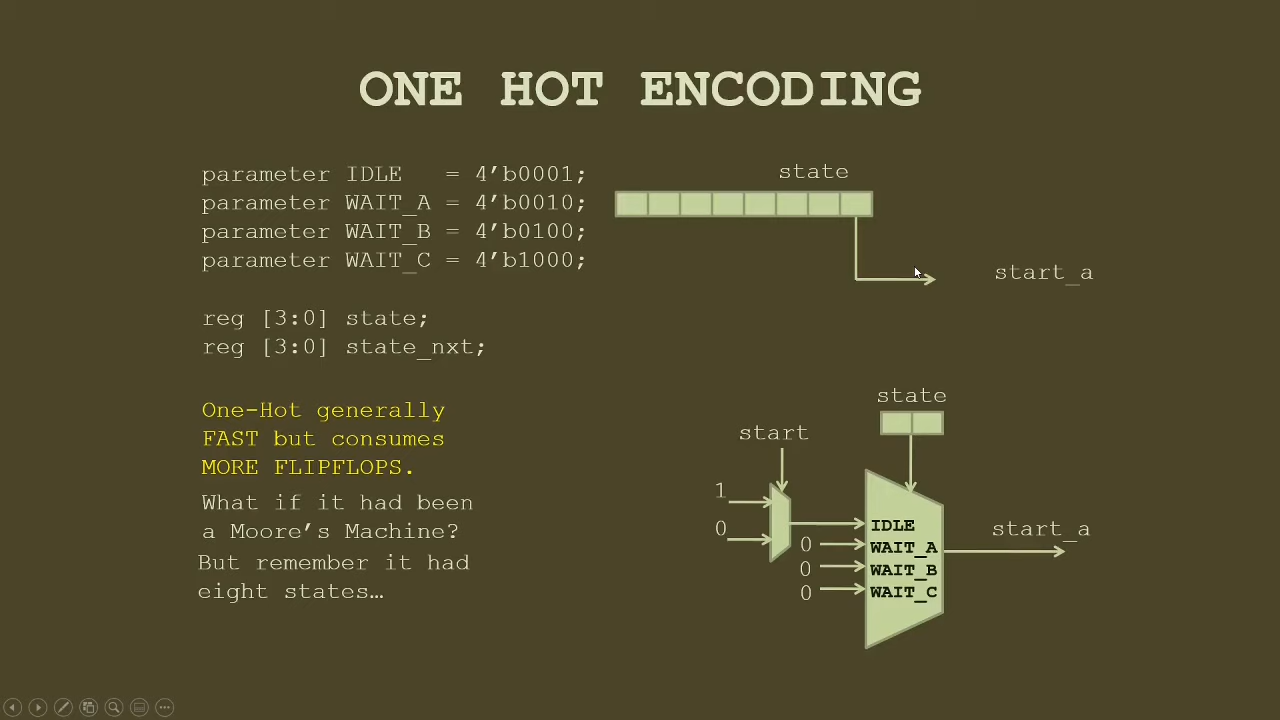 ONE HOT ENCODING
parameter IDLE   = 4’b0001;
parameter WAIT_A = 4’b0010;
parameter WAIT_B = 4’b0100;
parameter WAIT_C = 4’b1000;
reg [3:0] state;
reg [3:0] state_nxt;
One-Hot generally
FAST but consumes
MORE FLIPFLOPS.
What if it had been
a Moore’s Machine?
But remember it had
eight states…
state
start_a
state
start
1
0
0
0
0
IDLE
WAIT_A
WAIT_B
WAIT_C
start_a